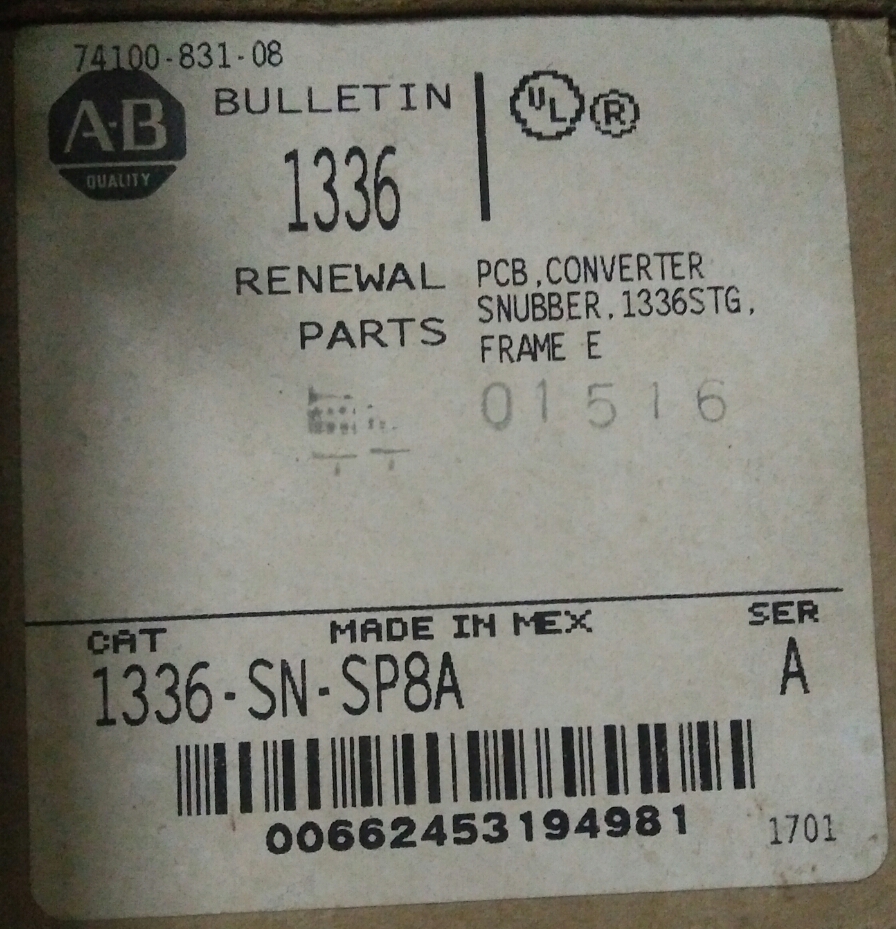 74100-831-08
A-B
QUALITY
BULLETIN
1336
UL R
RENEWAL
PARTS
PCB,CONVERTER
SNUBBER,1336STG,
FRAME E
01516
CAT
MADE IN MEX
SER
1336-SN-SP8A
A
00662453194981
1701